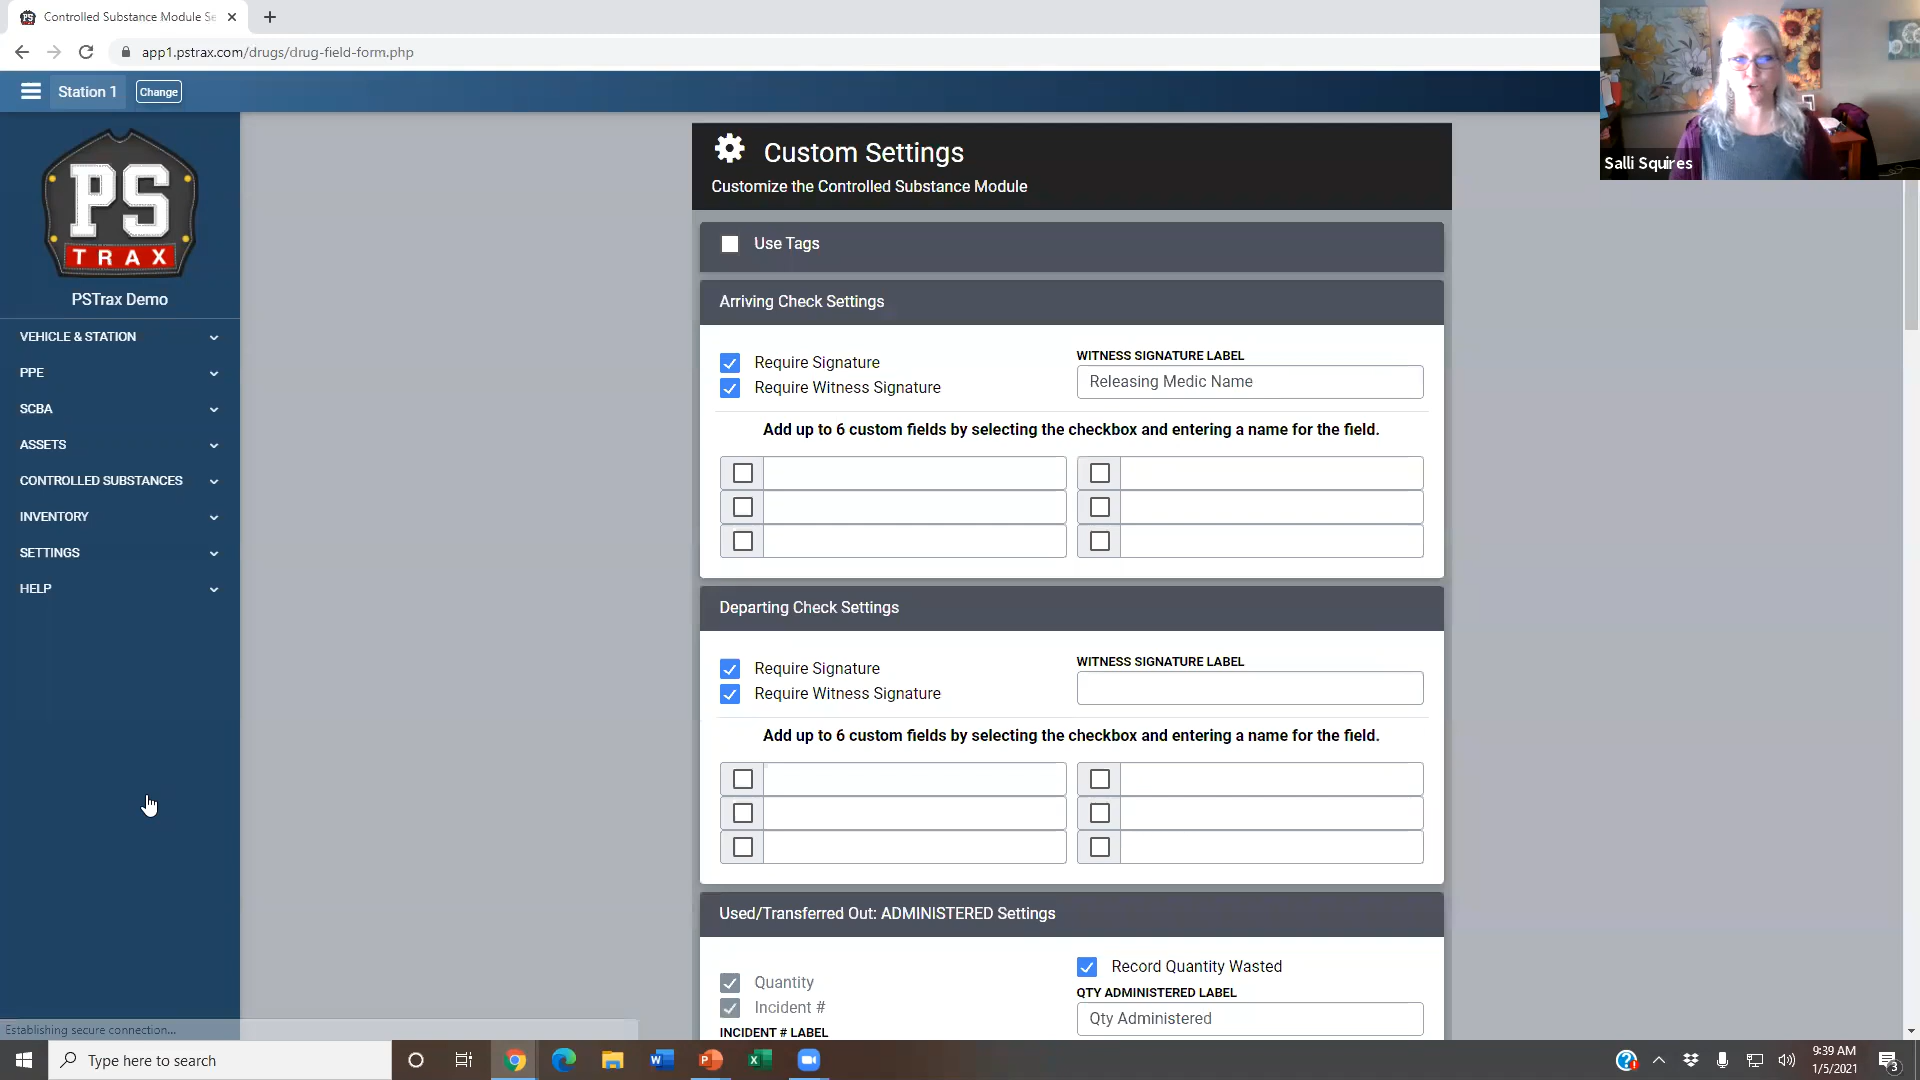 Controlled Substance Module Se
app1.pstrax.com/drugs/drug-field-form.php
Station 1
Change
Salli Squires
PS
TRAX
PSTrax Demo
VEHICLE & STATION
PPE
SCBA
ASSETS
CONTROLLED SUBSTANCES
INVENTORY
SETTINGS
HELP
Custom Settings
Customize the Controlled Substance Module
Use Tags
Arriving Check Settings
Require Signature
Require Witness Signature
WITNESS SIGNATURE LABEL
Releasing Medic Name
Add up to 6 custom fields by selecting the checkbox and entering a name for the field.
Departing Check Settings
Require Signature
Require Witness Signature
WITNESS SIGNATURE LABEL
Add up to 6 custom fields by selecting the checkbox and entering a name for the field.
Used/Transferred Out: ADMINISTERED Settings
Quantity
Incident #
INCIDENT # LABEL
Record Quantity Wasted
QTY ADMINISTERED LABEL
Qty Administered
Establishing secure connection...
Type here to search
9:39 AM
1/5/2021
3